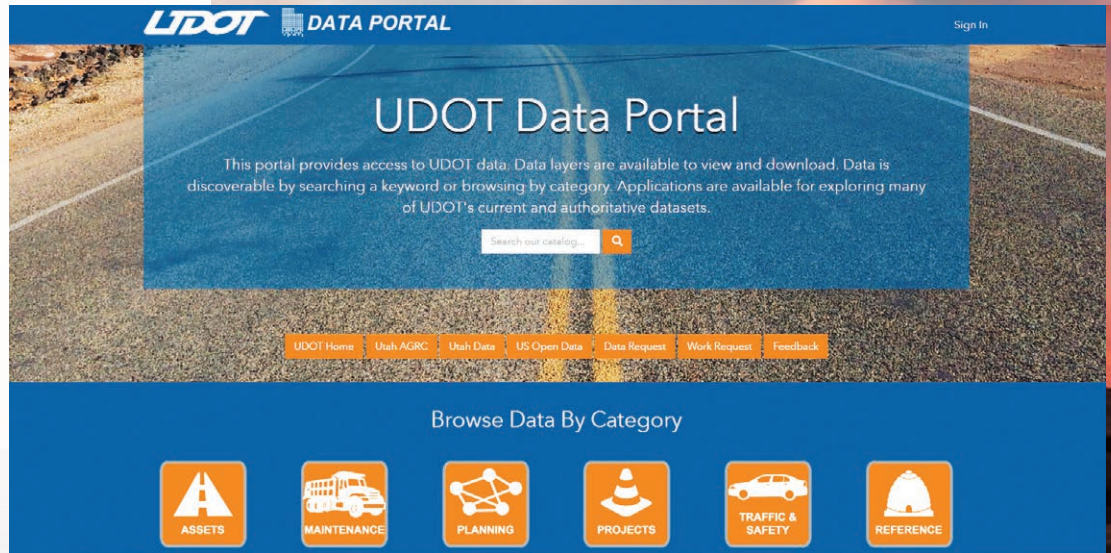 UDOT DATA PORTAL
Sign In
UDOT Data Portal
This portal provides access to UDOT data. Data layers are available to view and download. Data is
discoverable by searching a keyword or browsing by category. Applications are available for exploring many
of UDOT's current and authoritative datasets.
Search our catalog...
UDOT Home Utah AGRC Utah Data US Open Data Data Request Work Request Feedback
Browse Data By Category
ASSETS MAINTENANCE PLANNING PROJECTS TRAFFIC & SAFETY REFERENCE